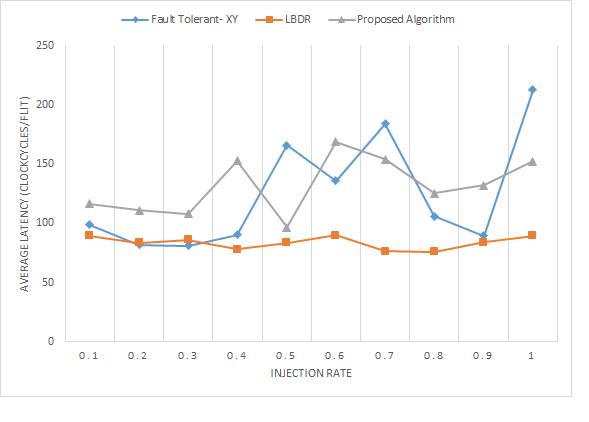 Fault Tolerant- XY LBDR Proposed Algorithm
250
200
150
100
50
0
AVERAGE LATENCY (CLOCKCYCLES/FLIT)
0.1 0.2 0.3 0.4 0.5 0.6 0.7 0.8 0.9 1
INJECTION RATE